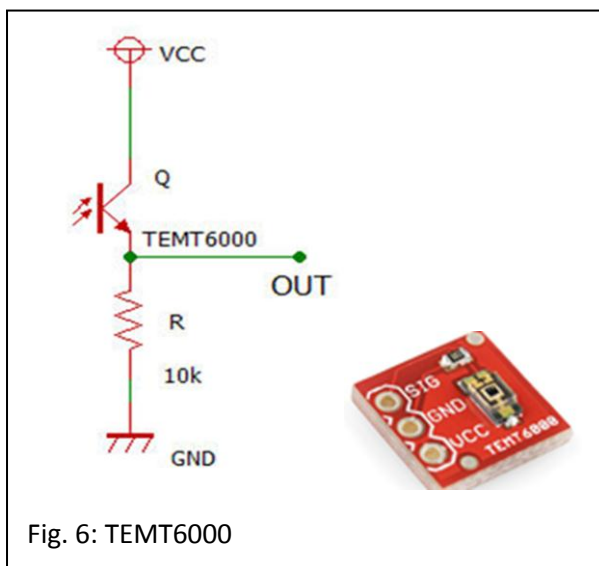 VCC
Q
TEMT6000
OUT
R
10k
GND
SIG
GND
VCC
TEMT6000
Fig. 6: TEMT6000